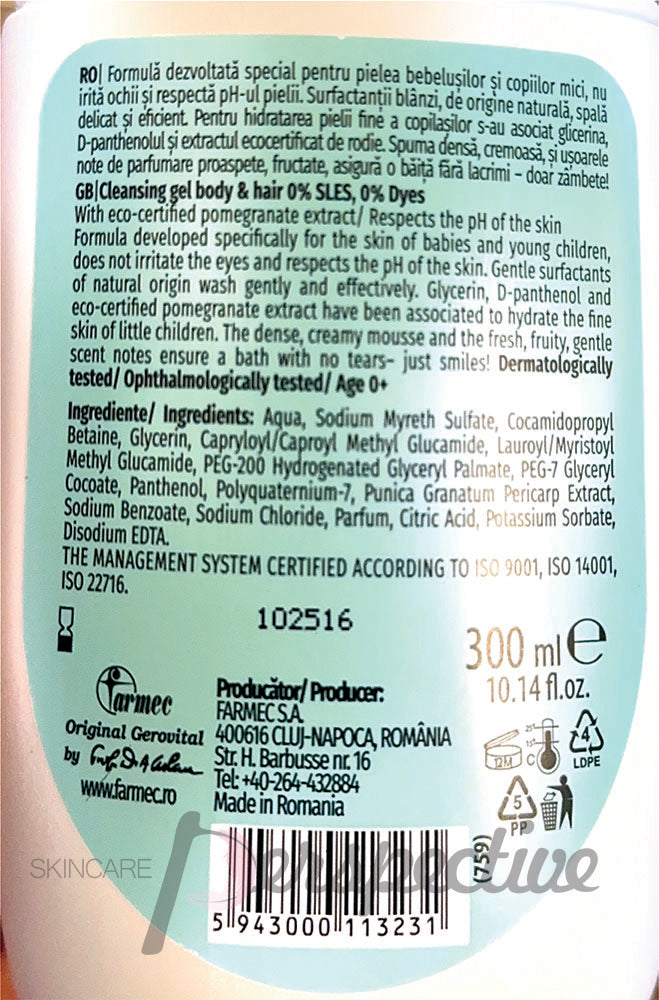 RO| Formulă dezvoltată special pentru pielea bebelușilor și copiilor mici, nu
irită ochii și respectă pH-ul pielii. Surfactanții blânzi, de origine naturală, spală
delicat și eficient. Pentru hidratarea pielii fine a copilașilor s-au asociat glicerina,
D-panthenolul și extractul ecocertificat de rodie. Spuma densă, cremoasă, și ușoarele
note de parfumare proaspete, fructate, asigură o băiță fără lacrimi – doar zâmbete!
GB|Cleansing gel body & hair 0% SLES, 0% Dyes
With eco-certified pomegranate extract/ Respects the pH of the skin
Formula developed specifically for the skin of babies and young children,
does not irritate the eyes and respects the pH of the skin. Gentle surfactants
of natural origin wash gently and effectively. Glycerin, D-panthenol and
eco-certified pomegranate extract have been associated to hydrate the fine
skin of little children. The dense, creamy mousse and the fresh, fruity, gentle
scent notes ensure a bath with no tears– just smiles! Dermatologically
tested/ Ophthalmologically tested/ Age 0+
Ingrediente/ Ingredients: Aqua, Sodium Myreth Sulfate, Cocamidopropyl
Betaine, Glycerin, Capryloyl/Caproyl Methyl Glucamide, Lauroyl/Myristoyl
Methyl Glucamide, PEG-200 Hydrogenated Glyceryl Palmate, PEG-7 Glyceryl
Cocoate, Panthenol, Polyquaternium-7, Punica Granatum Pericarp Extract,
Sodium Benzoate, Sodium Chloride, Parfum, Citric Acid, Potassium Sorbate,
Disodium EDTA.
THE MANAGEMENT SYSTEM CERTIFIED ACCORDING TO ISO 9001, ISO 14001,
ISO 22716.
102516
300 ml e
10.14 fl.oz.
farmec
Original Gerovital
by
www.farmec.ro
Producător/ Producer:
FARMEC S.A.
400616 CLUJ-NAPOCA, ROMÂNIA
Str. H. Barbusse nr. 16
Tel: +40-264-432884
Made in Romania
12M
25°
15°
C
4
LDPE
5
PP
(759)
SKINCARE Perspective
5 943000 113231